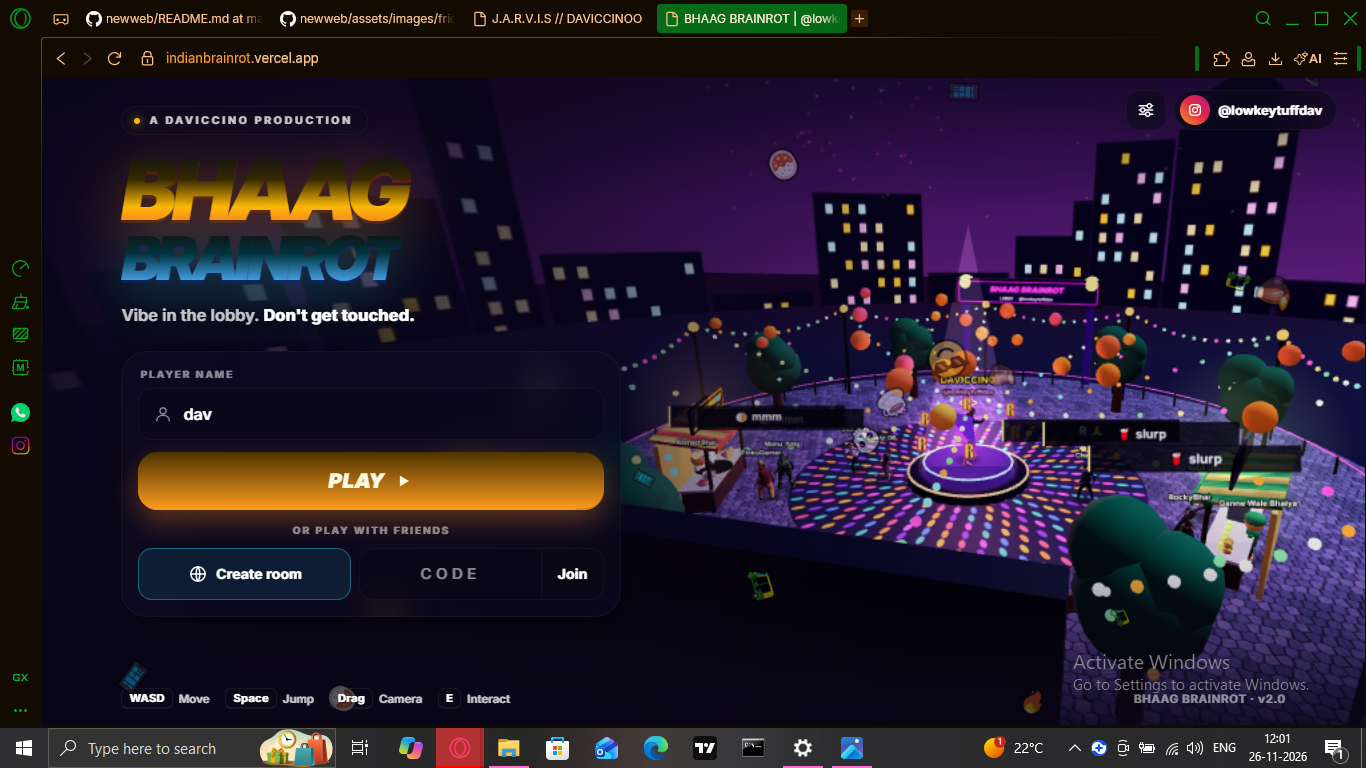 newweb/README.md at ma
newweb/assets/images/fri
J.A.R.V.I.S // DAVICCINOO
BHAAG BRAINROT | @lowk
indianbrainrot.vercel.app
AI
A DAVICCINO PRODUCTION
@lowkeytuffdav
BHAAG
BRAINROT
Vibe in the lobby. Don't get touched.
BHAAG BRAINROT
LOBBY
PLAYER NAME
dav
DAVICCINO
mmm
slurp
slurp
PLAY
RockyBhai
Ganne Wale Bhaiya
OR PLAY WITH FRIENDS
Create room
CODE
Join
WASD Move
Space Jump
Drag Camera
E Interact
Activate Windows
Go to Settings to activate Windows.
BHAAG BRAINROT · v2.0
GX
Type here to search
22°C
ENG
12:01
26-11-2026